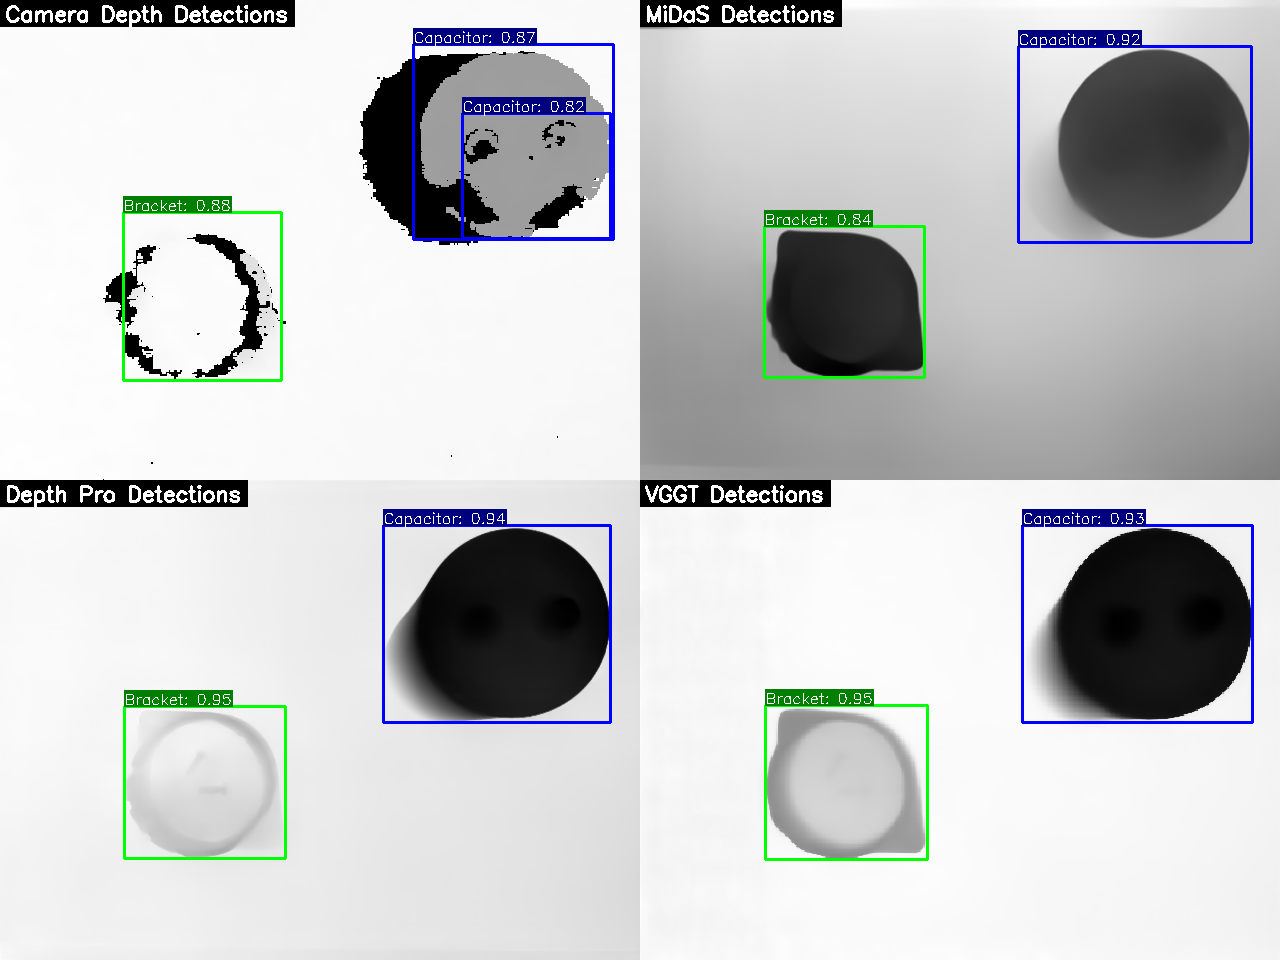 Camera Depth Detections
Capacitor: 0.87
Capacitor: 0.82
Bracket: 0.88
MiDaS Detections
Capacitor: 0.92
Bracket: 0.84
Depth Pro Detections
Capacitor: 0.94
Bracket: 0.95
VGGT Detections
Capacitor: 0.93
Bracket: 0.95